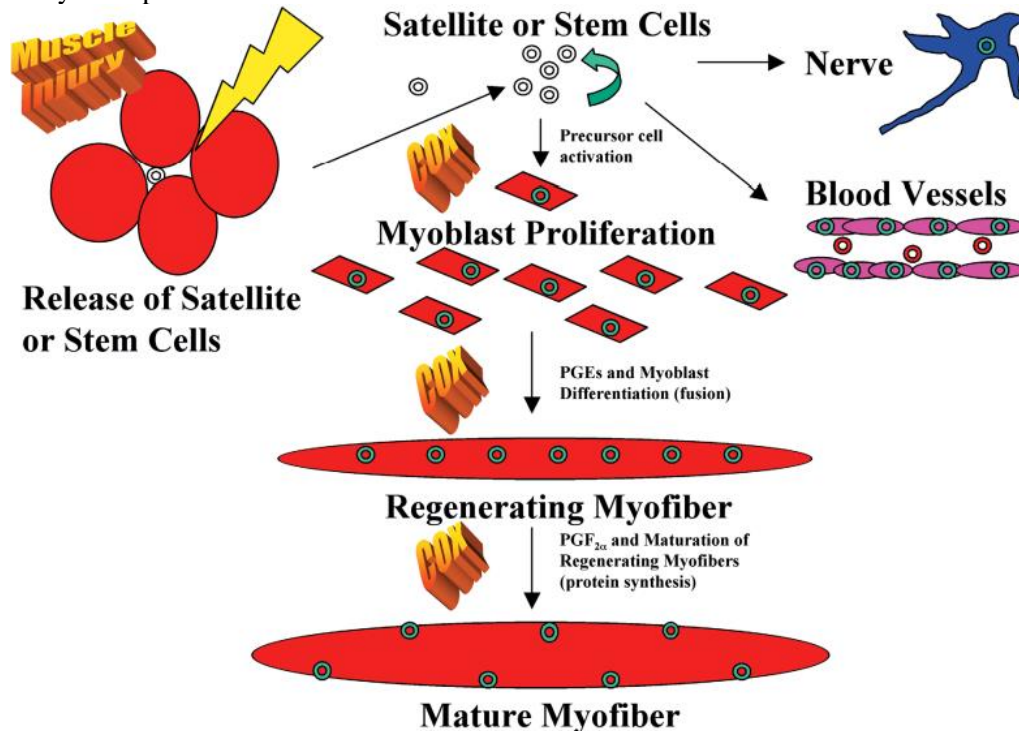 Muscle
Injury
Satellite or Stem Cells
Nerve
COX
Precursor cell
activation
Blood Vessels
Myoblast Proliferation
Release of Satellite
or Stem Cells
COX
PGEs and Myoblast
Differentiation (fusion)
Regenerating Myofiber
COX
PGF2α and Maturation of
Regenerating Myofibers
(protein synthesis)
Mature Myofiber